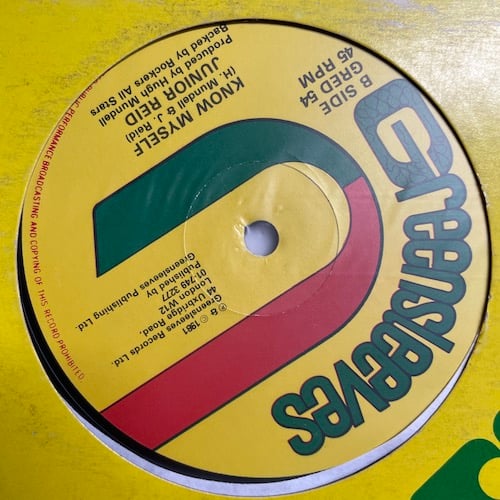 Greensleeves
B SIDE
GRED 54
45 RPM
KNOW MYSELF
(H. Mundell & J. Reid)
JUNIOR REID
Produced by Hugh Mundell
Backed by Rockers All Stars
℗ & © 1981
Greensleeves Records Ltd.
44 Uxbridge Road.
London W12
01-749 3277
Published by
Greensleeves Publishing Ltd
PUBLIC PERFORMANCE BROADCASTING AND COPYING OF THIS RECORD PROHIBITED